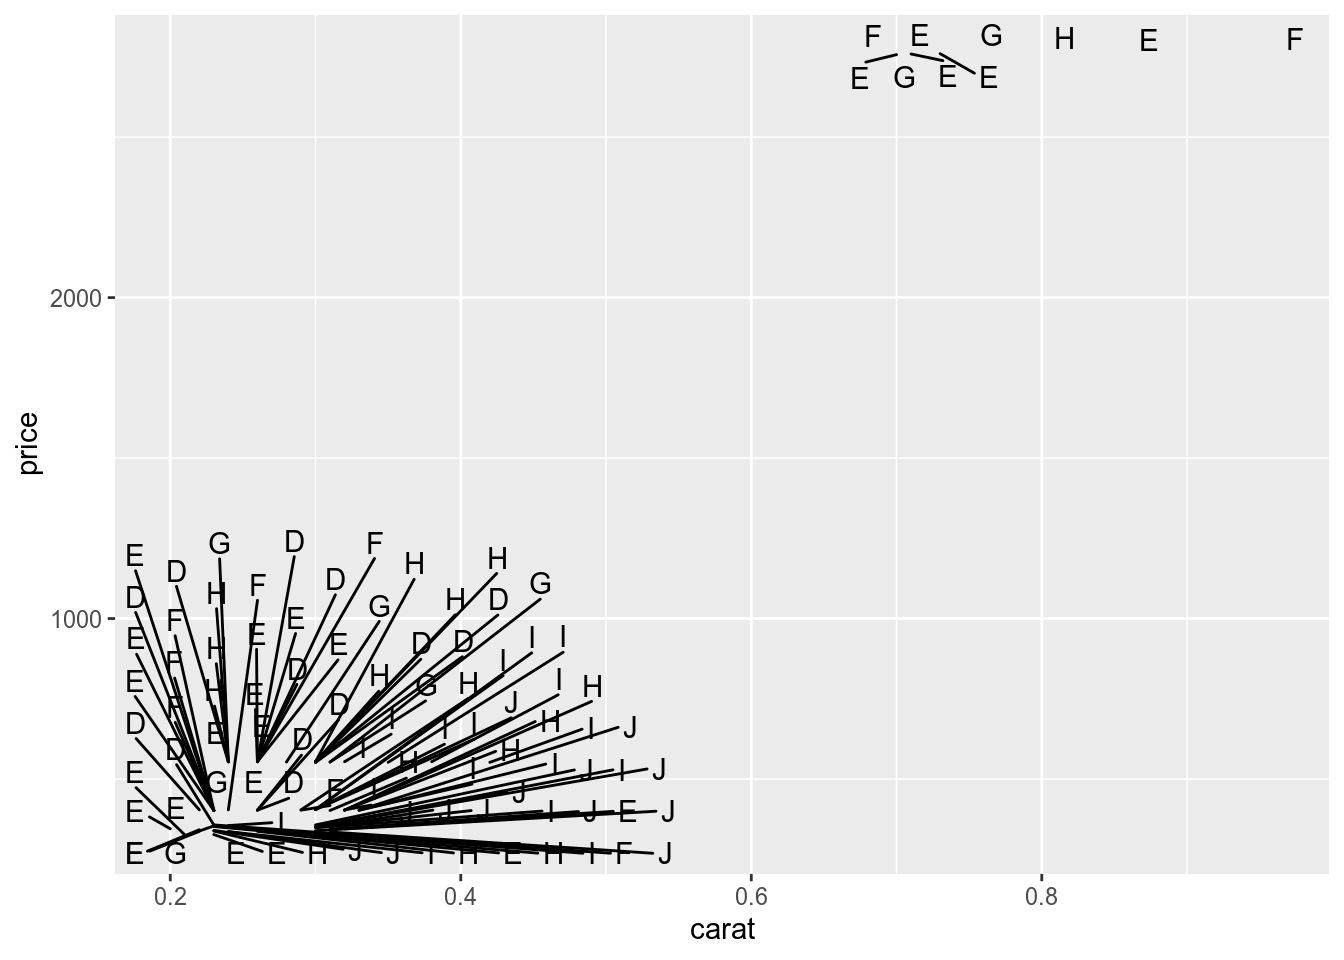 F E G H E F
E G E E
2000
price
G D F
E D H H
D F D G
D H G H D
F E E I I
E H E D D
F D H I
E H E G H I H
F D J
D E F I I I H I J
D E D I H
E G E D H I J I J
E E F J
E I I J J I J E J
E G E E H J J I H E H I F J
1000
0.2 0.4 0.6 0.8
carat